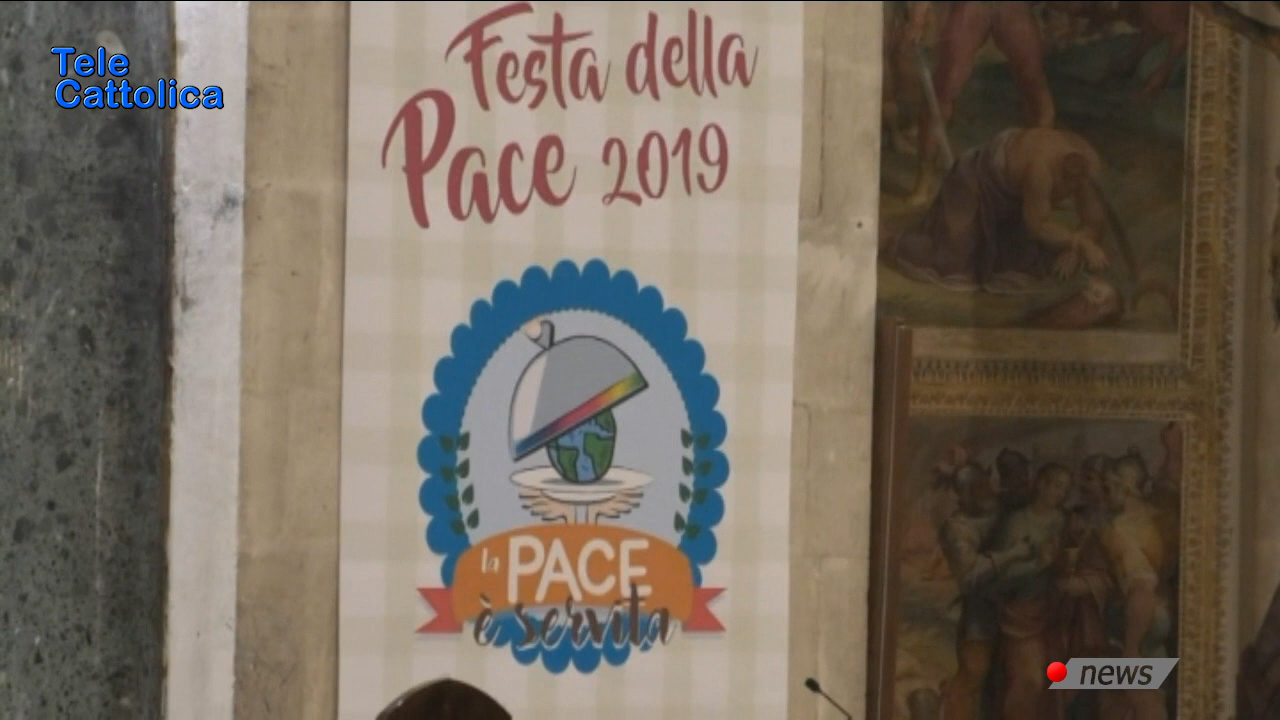 Tele
Cattolica
Festa della
Pace 2019
la PACE
è servita
news